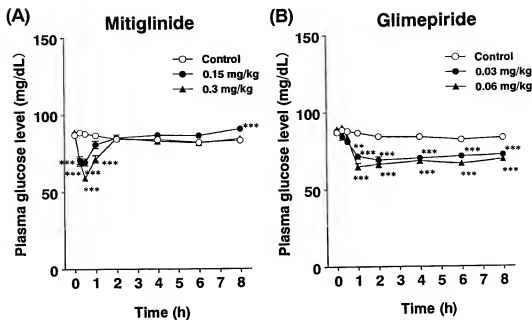 (A)
Mitiglinide
Plasma glucose level (mg/dL)
150
100
50
0
Control
0.15 mg/kg
0.3 mg/kg
***
***
***
***
***
***
0 1 2 3 4 5 6 7 8
Time (h)
(B)
Glimepiride
Plasma glucose level (mg/dL)
150
100
50
0
Control
0.03 mg/kg
0.06 mg/kg
**
*** *** *** *** ***
*** *** *** *** ***
0 1 2 3 4 5 6 7 8
Time (h)